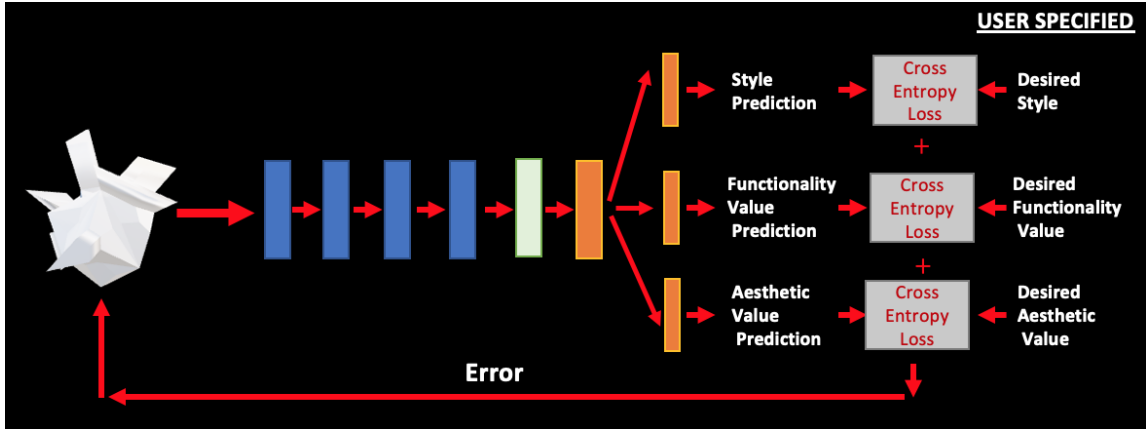 USER SPECIFIED
Style
Prediction
Cross
Entropy
Loss
Desired
Style
+
Functionality
Value
Prediction
Cross
Entropy
Loss
Desired
Functionality
Value
+
Aesthetic
Value
Prediction
Cross
Entropy
Loss
Desired
Aesthetic
Value
Error